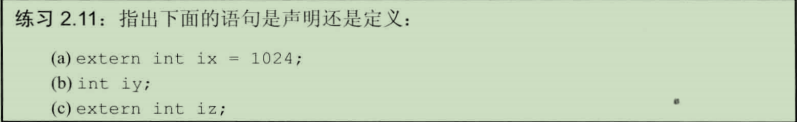 练习 2.11：指出下面的语句是声明还是定义：
(a) extern int ix = 1024;
(b) int iy;
(c) extern int iz;